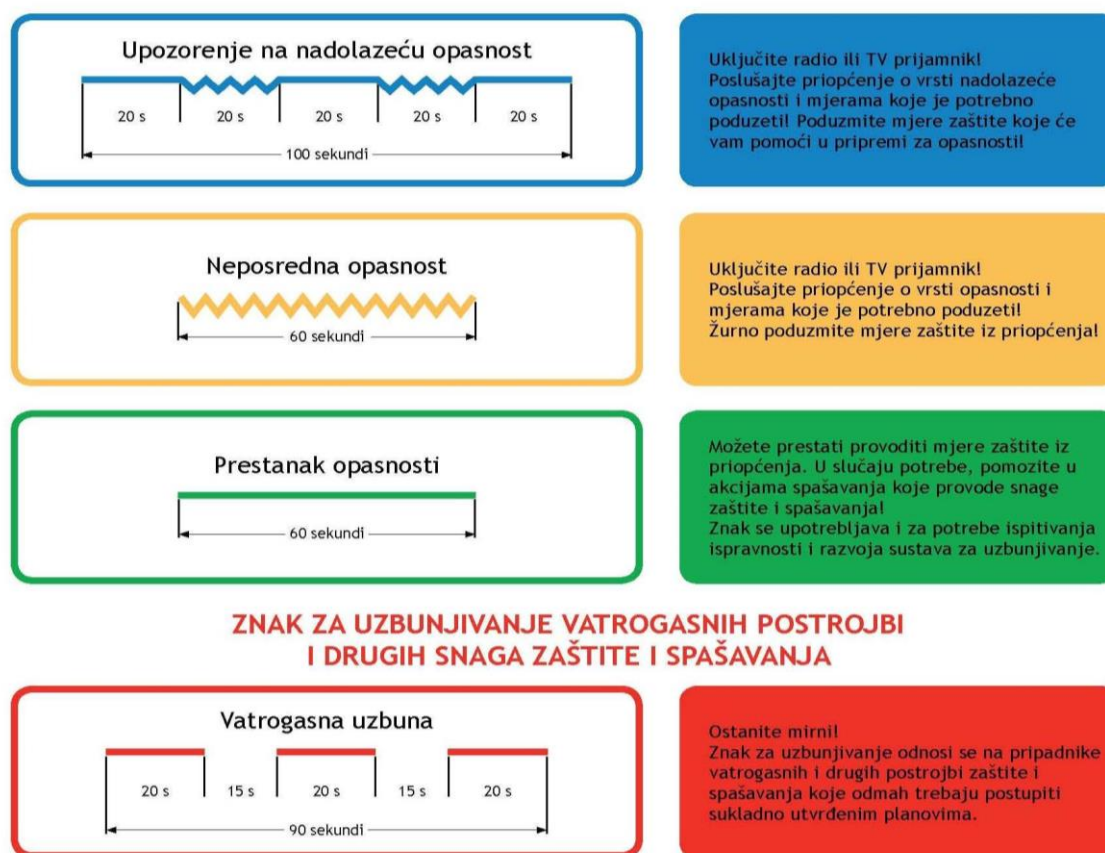 Upozorenje na nadolazeću opasnost
20 s 20 s 20 s 20 s 20 s
100 sekundi
Uključite radio ili TV prijamnik!
Poslušajte priopćenje o vrsti nadolazeće
opasnosti i mjerama koje je potrebno
poduzeti! Poduzmite mjere zaštite koje će
vam pomoći u pripremi za opasnosti!
Neposredna opasnost
60 sekundi
Uključite radio ili TV prijamnik!
Poslušajte priopćenje o vrsti opasnosti i
mjerama koje je potrebno poduzeti!
Žurno poduzmite mjere zaštite iz priopćenja!
Prestanak opasnosti
60 sekundi
Možete prestati provoditi mjere zaštite iz
priopćenja. U slučaju potrebe, pomozite u
akcijama spašavanja koje provode snage
zaštite i spašavanja!
Znak se upotrebljava i za potrebe ispitivanja
ispravnosti i razvoja sustava za uzbunjivanje.
ZNAK ZA UZBUNJIVANJE VATROGASNIH POSTROJBI
I DRUGIH SNAGA ZAŠTITE I SPAŠAVANJA
Vatrogasna uzbuna
20 s 15 s 20 s 15 s 20 s
90 sekundi
Ostanite mirni!
Znak za uzbunjivanje odnosi se na pripadnike
vatrogasnih i drugih postrojbi zaštite i
spašavanja koje odmah trebaju postupiti
sukladno utvrđenim planovima.